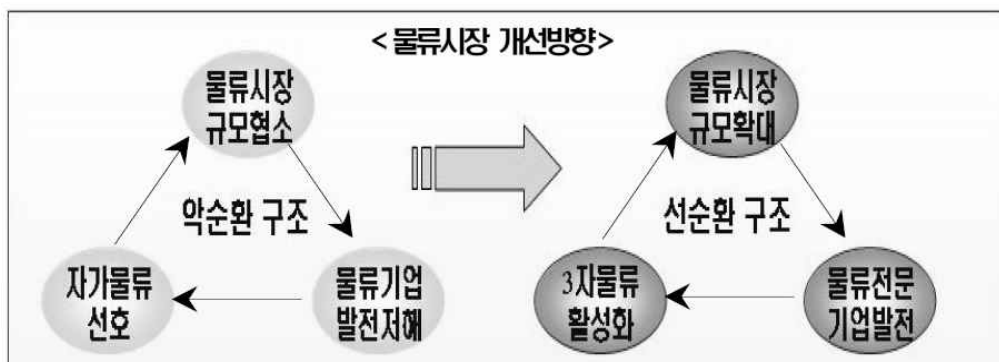 <물류시장 개선방향>
물류시장
규모협소
악순환 구조
자가물류
선호
물류기업
발전저해
물류시장
규모확대
선순환 구조
3자물류
활성화
물류전문
기업발전